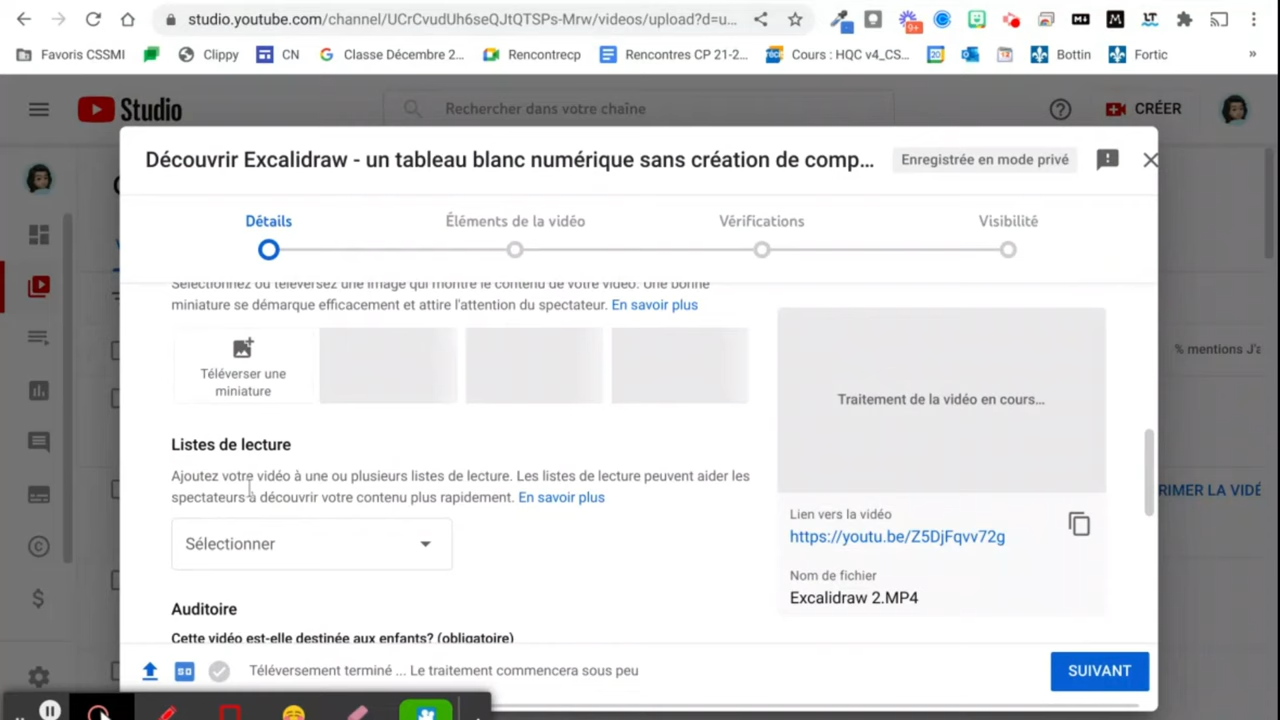 studio.youtube.com/channel/UCrCvudUh6seQJtQTSPs-Mrw/videos/upload?d=u...
9+
LT
Favoris CSSMI
Clippy
CN
Classe Décembre 2...
Rencontrecp
Rencontres CP 21-2...
Cours : HQC v4_CS...
Bottin
Fortic
»
Studio
Rechercher dans votre chaîne
CRÉER
Découvrir Excalidraw - un tableau blanc numérique sans création de comp...
Enregistrée en mode privé
Détails
Éléments de la vidéo
Vérifications
Visibilité
Sélectionnez ou téléversez une image qui montre le contenu de votre vidéo. Une bonne
miniature se démarque efficacement et attire l'attention du spectateur. En savoir plus
Téléverser une
miniature
Traitement de la vidéo en cours...
% mentions J'a
Listes de lecture
Ajoutez votre vidéo à une ou plusieurs listes de lecture. Les listes de lecture peuvent aider les
spectateurs à découvrir votre contenu plus rapidement. En savoir plus
RIMER LA VIDÉ
Sélectionner
Lien vers la vidéo
https://youtu.be/Z5DjFqvv72g
Nom de fichier
Excalidraw 2.MP4
Auditoire
Cette vidéo est-elle destinée aux enfants? (obligatoire)
SD
Téléversement terminé ... Le traitement commencera sous peu
SUIVANT